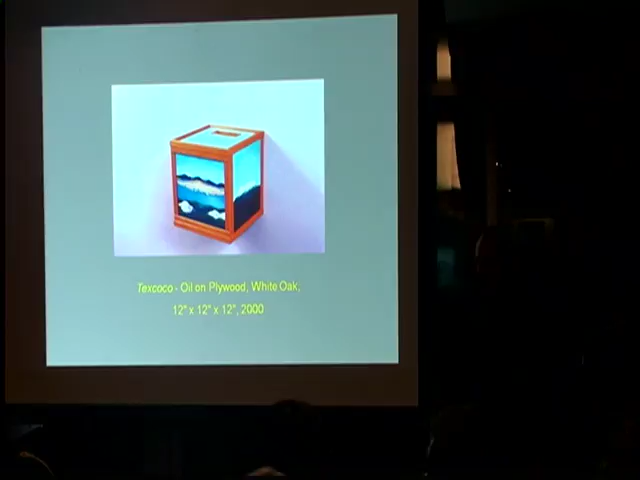 Texcoco - Oil on Plywood, White Oak,
12" x 12" x 12", 2000